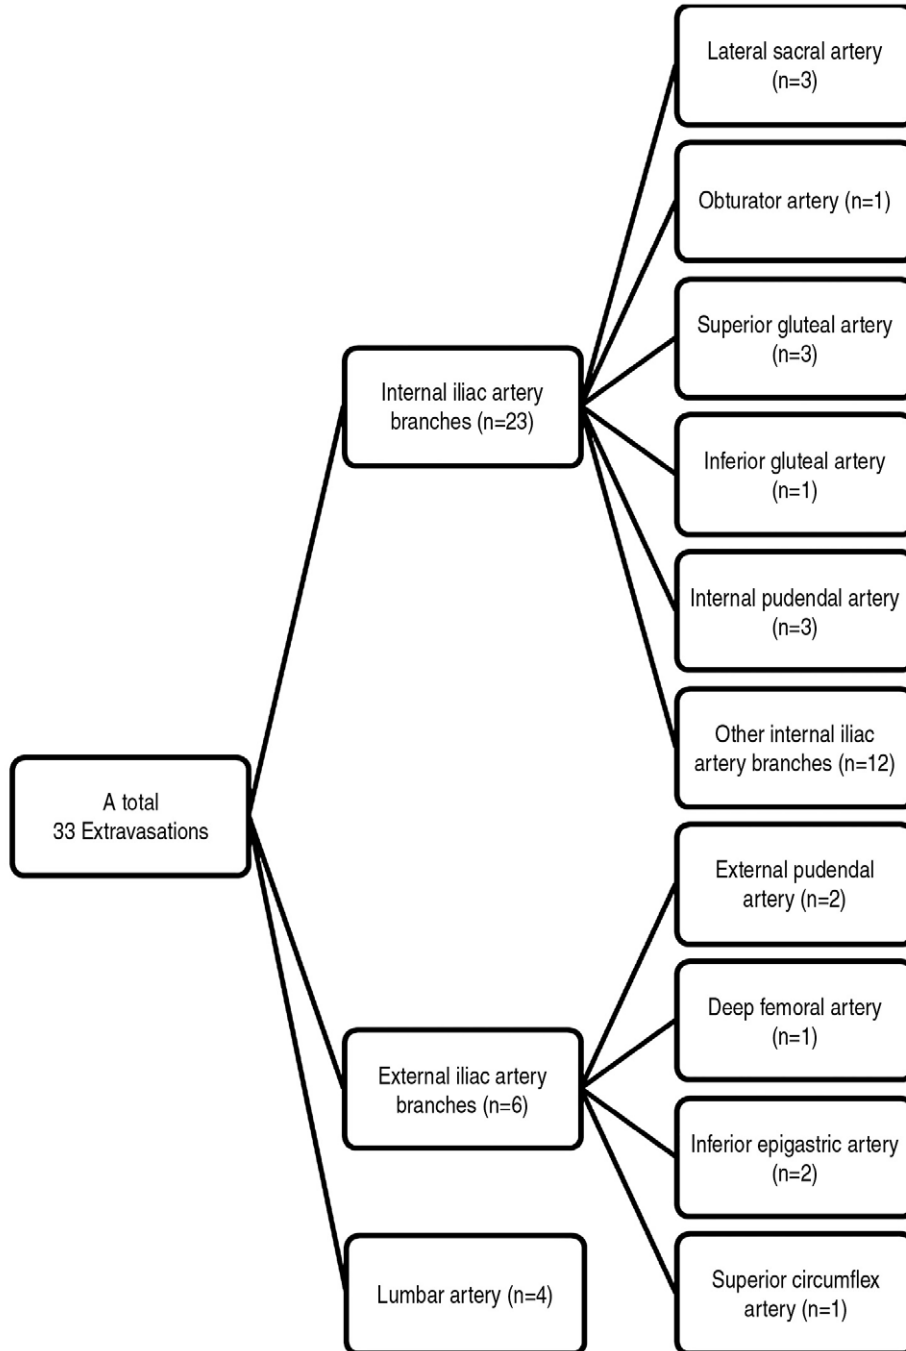 A total
33 Extravasations
Internal iliac artery
branches (n=23)
Lateral sacral artery
(n=3)
Obturator artery (n=1)
Superior gluteal artery
(n=3)
Inferior gluteal artery
(n=1)
Internal pudendal artery
(n=3)
Other internal iliac
artery branches (n=12)
External iliac artery
branches (n=6)
External pudendal
artery (n=2)
Deep femoral artery
(n=1)
Inferior epigastric artery
(n=2)
Superior circumflex
artery (n=1)
Lumbar artery (n=4)